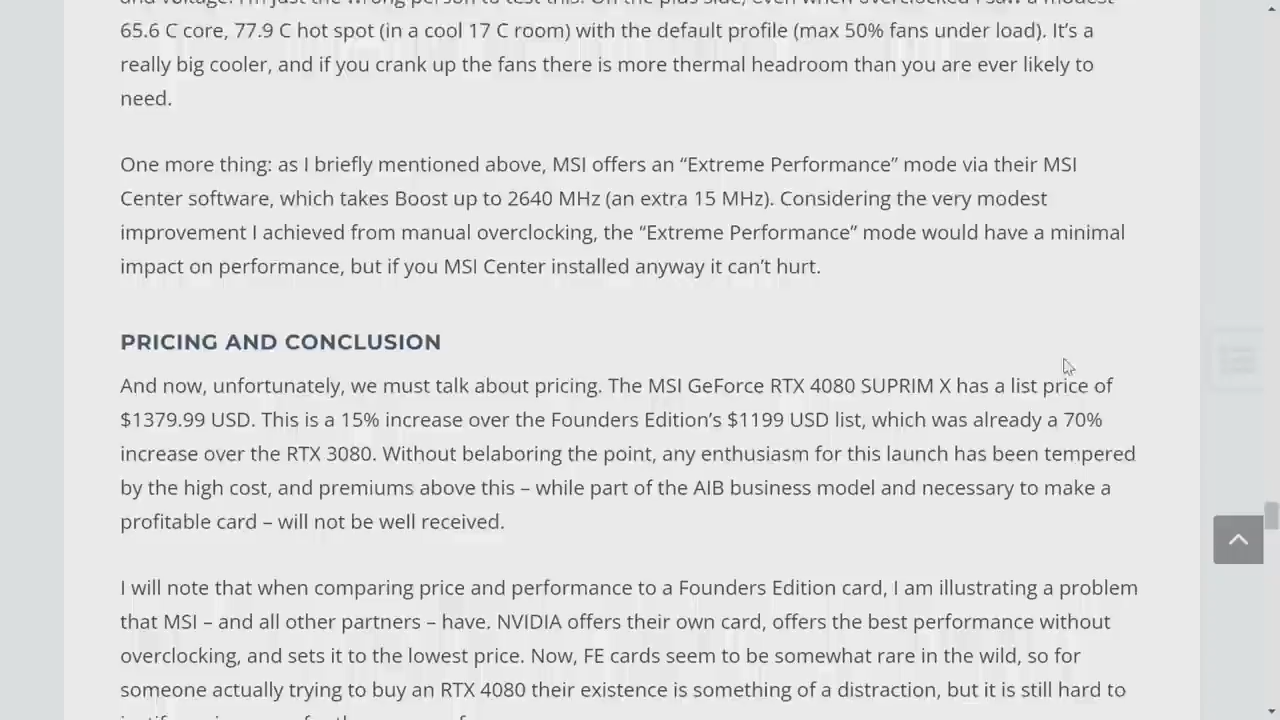 65.6 C core, 77.9 C hot spot (in a cool 17 C room) with the default profile (max 50% fans under load). It’s a
really big cooler, and if you crank up the fans there is more thermal headroom than you are ever likely to
need.
One more thing: as I briefly mentioned above, MSI offers an “Extreme Performance” mode via their MSI
Center software, which takes Boost up to 2640 MHz (an extra 15 MHz). Considering the very modest
improvement I achieved from manual overclocking, the “Extreme Performance” mode would have a minimal
impact on performance, but if you MSI Center installed anyway it can’t hurt.
PRICING AND CONCLUSION
And now, unfortunately, we must talk about pricing. The MSI GeForce RTX 4080 SUPRIM X has a list price of
$1379.99 USD. This is a 15% increase over the Founders Edition’s $1199 USD list, which was already a 70%
increase over the RTX 3080. Without belaboring the point, any enthusiasm for this launch has been tempered
by the high cost, and premiums above this – while part of the AIB business model and necessary to make a
profitable card – will not be well received.
I will note that when comparing price and performance to a Founders Edition card, I am illustrating a problem
that MSI – and all other partners – have. NVIDIA offers their own card, offers the best performance without
overclocking, and sets it to the lowest price. Now, FE cards seem to be somewhat rare in the wild, so for
someone actually trying to buy an RTX 4080 their existence is something of a distraction, but it is still hard to